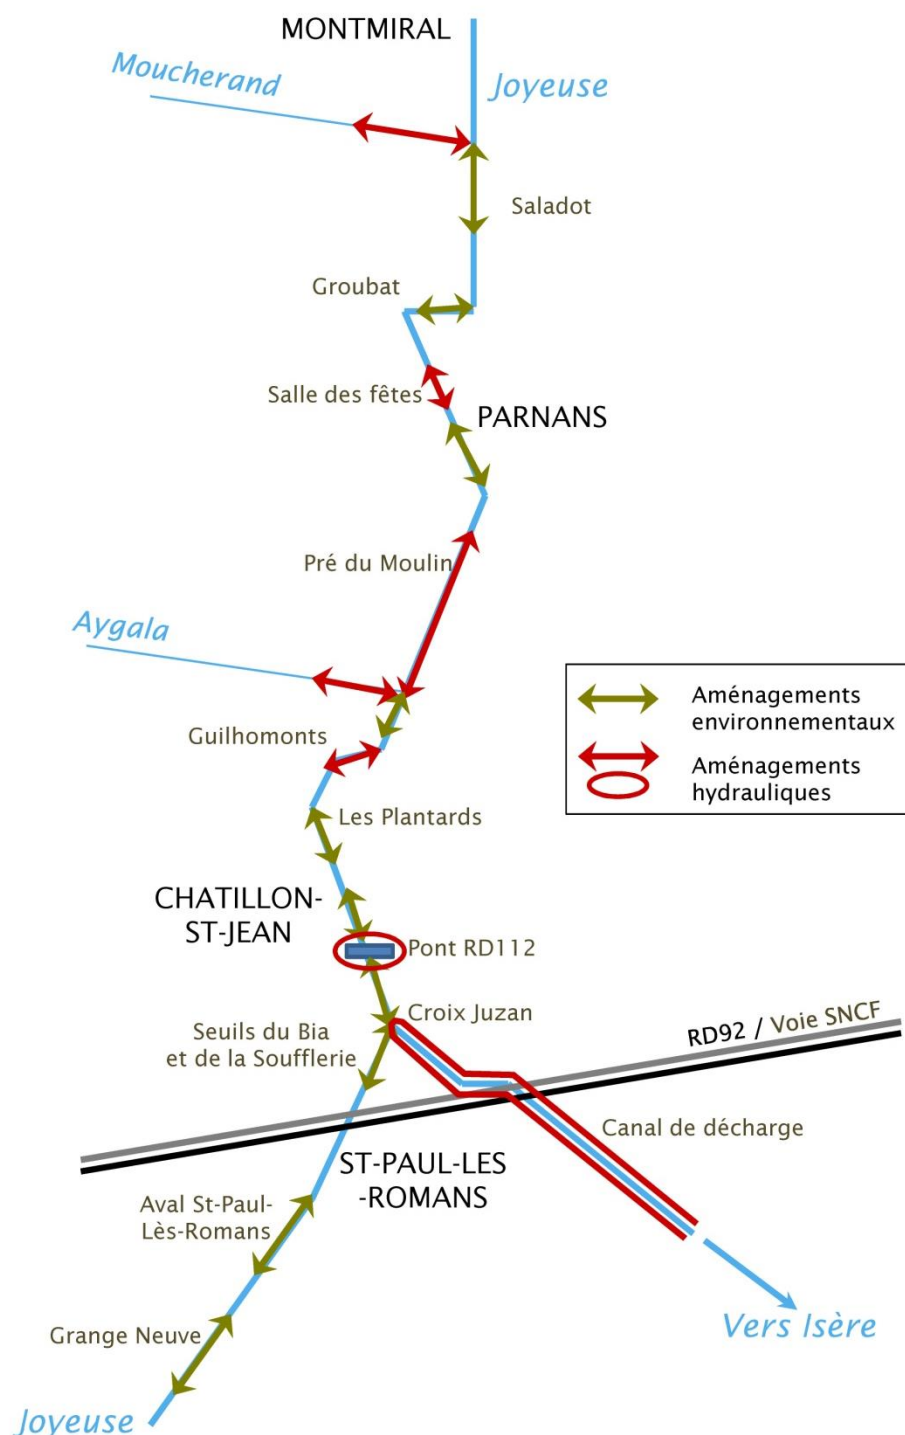 MONTMIRAL
Moucherand
Joyeuse
Saladot
Groubat
Salle des fêtes
PARNANS
Pré du Moulin
Aygala
Aménagements
environnementaux
Aménagements
hydrauliques
Guilhomonts
Les Plantards
CHATILLON-
ST-JEAN
Pont RD112
Croix Juzan
Seuils du Bia
et de la Soufflerie
RD92 / Voie SNCF
Canal de décharge
ST-PAUL-LES
-ROMANS
Aval St-Paul-
Lès-Romans
Grange Neuve
Vers Isère
Joyeuse